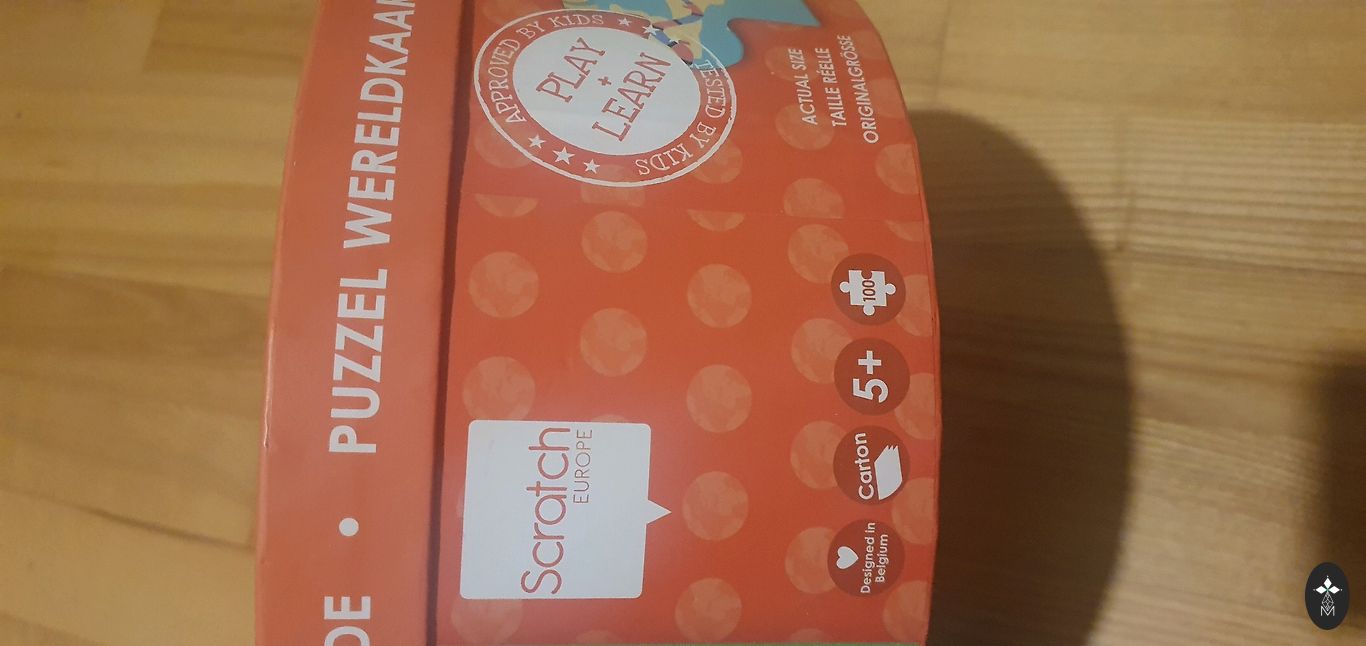 DE • PUZZEL WERELDKAAR
APPROVED BY KIDS
PLAY
+
LEARN
TESTED BY KIDS
ACTUAL SIZE
TAILLE RÉELLE
ORIGINALGRÖSSE
Scratch
EUROPE
Designed in
Belgium
Carton
5+
100
M